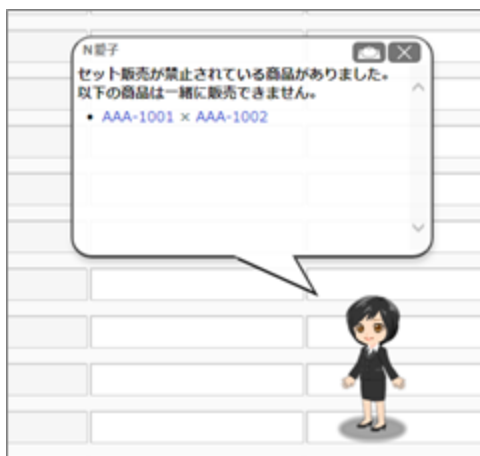 N愛子
セット販売が禁止されている商品がありました。
以下の商品は一緒に販売できません。
• AAA-1001 × AAA-1002